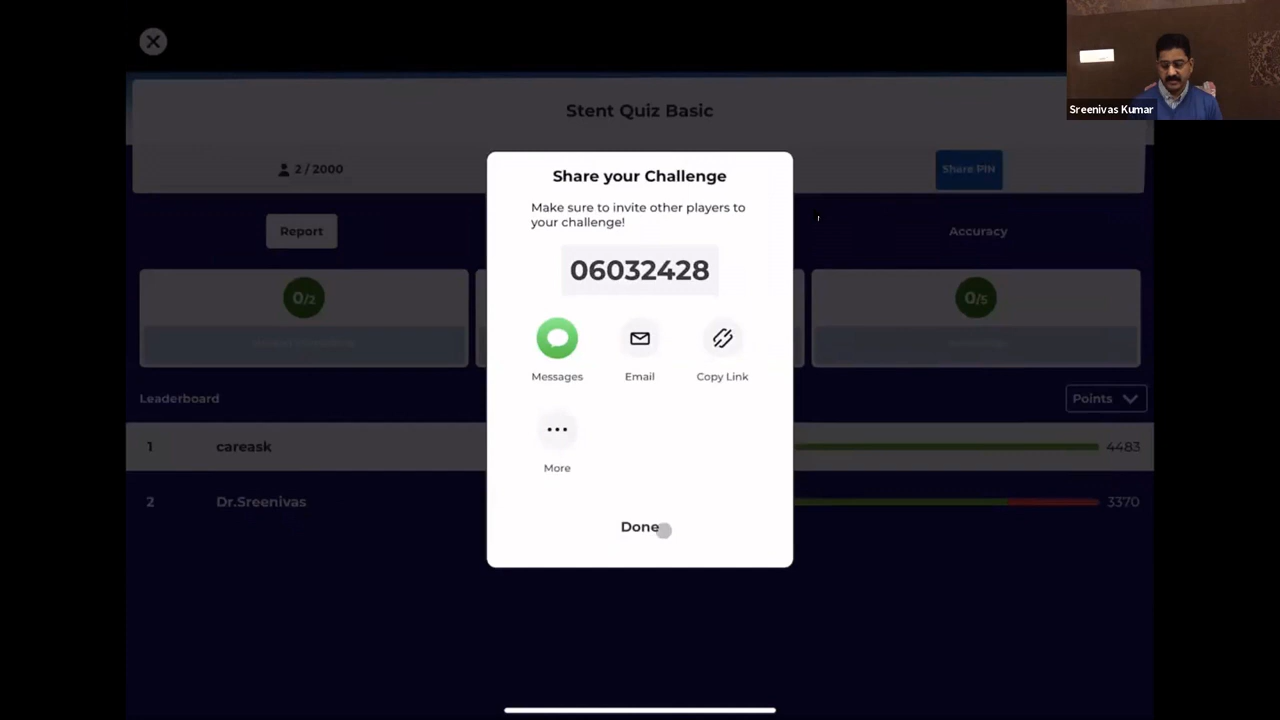 Sreenivas Kumar
Stent Quiz Basic
2 / 2000
Share PIN
Report
Accuracy
0/2
0/5
Leaderboard
Points
1 careask 4483
2 Dr.Sreenivas 3370
Share your Challenge
Make sure to invite other players to
your challenge!
06032428
Messages
Email
Copy Link
More
Done